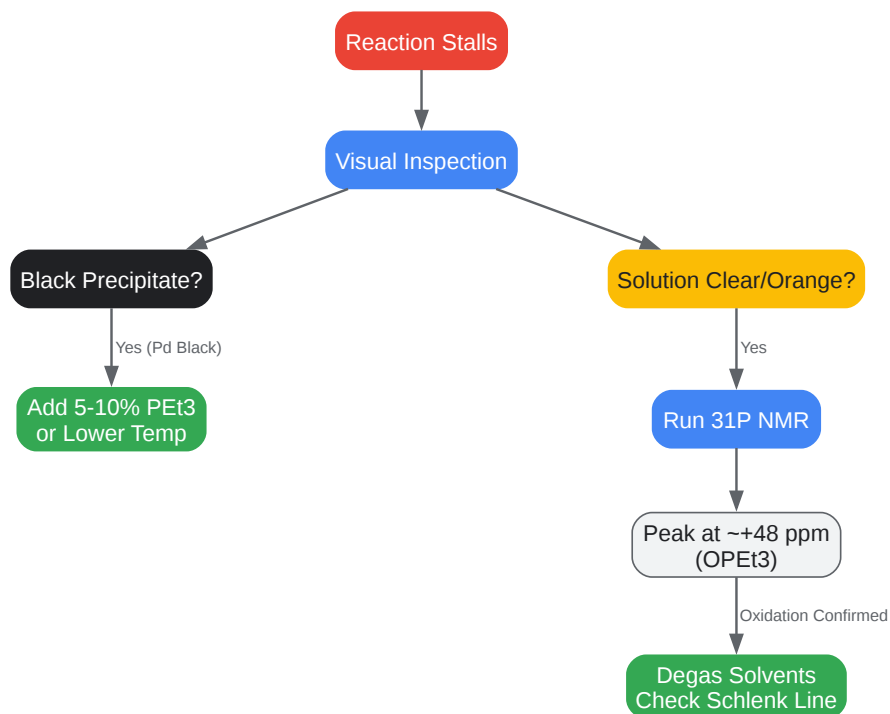 Reaction Stalls
Visual Inspection
Black Precipitate?
Solution Clear/Orange?
Yes (Pd Black)
Yes
Add 5-10% PEt3
or Lower Temp
Run 31P NMR
Peak at ~+48 ppm
(OPEt3)
Oxidation Confirmed
Degas Solvents
Check Schlenk Line